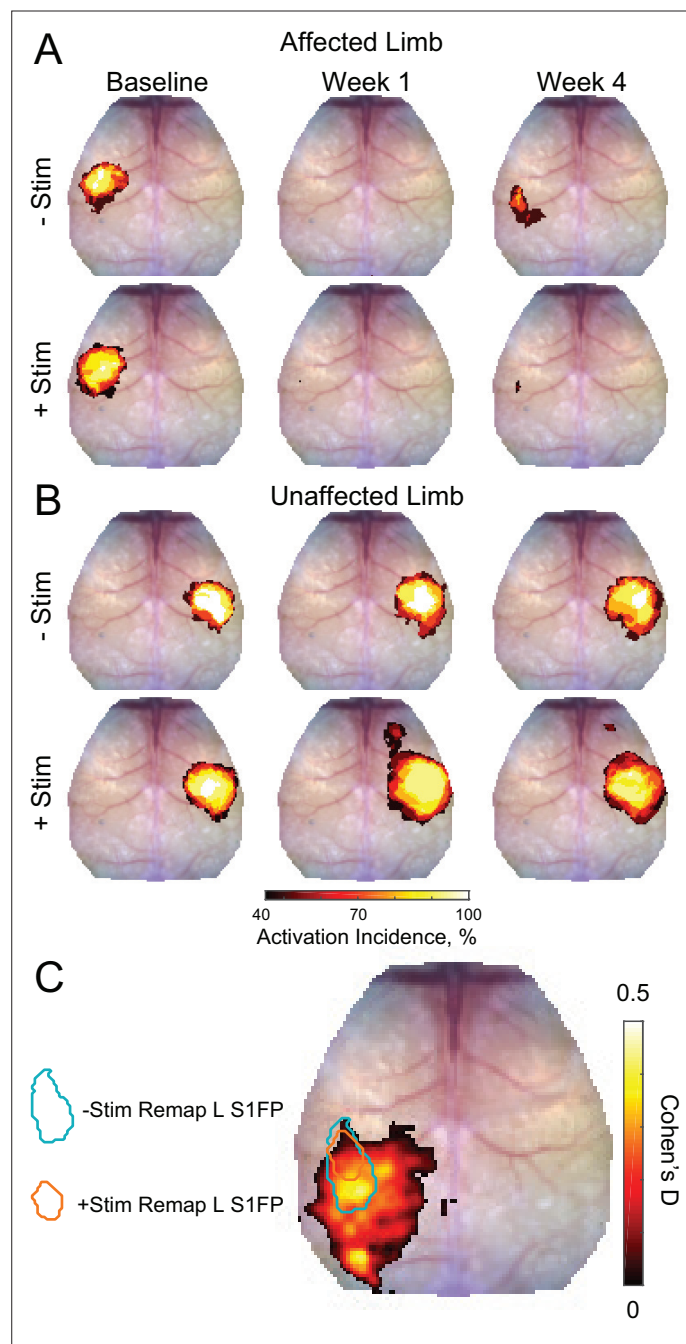 A
Affected Limb
Baseline
Week 1
Week 4
- Stim
+ Stim
B
Unaffected Limb
- Stim
+ Stim
40
70
100
Activation Incidence, %
C
0.5
-Stim Remap L S1FP
+Stim Remap L S1FP
Cohen's D
0